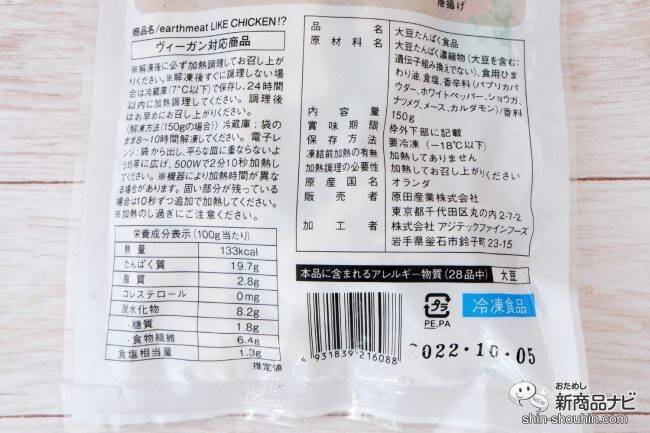 唐揚げ
商品名/earthmeat LIKE CHICKEN!?
ヴィーガン対応商品
※解凍後に必ず加熱調理してお召し上が
りください。※解凍後すぐに調理しない場
合は冷蔵庫(7℃以下)で保存し、24時間
以内に加熱調理してください。調理後
はお早めにお召し上がりください。
〈解凍方法(150gの場合)〉冷蔵庫:袋の
まま8~10時間解凍してください。電子レン
ジ:袋から出し、平らな皿に重ならないよ
う均等に広げ、500Wで2分10秒加熱し
てください。※機器により加熱時間が異な
る場合があります。固い部分が残っている
場合は10秒ずつ追加で加熱してください。
※加熱のし過ぎにご注意ください。
栄養成分表示(100g当たり)
熱量 133kcal
たんぱく質 19.7g
脂質 2.8g
コレステロール 0mg
炭水化物 8.2g
・糖質 1.8g
・食物繊維 6.4g
食塩相当量 1.3g
推定値
品名 大豆たんぱく食品
原材料名 大豆たんぱく濃縮物(大豆を含む:
遺伝子組み換えでない)、食用ひま
わり油、食塩、香辛料(パプリカパ
ウダー、ホワイトペッパー、ショウガ、
ナツメグ、メース、カルダモン)/香料
内容量 150g
賞味期限 枠外下部に記載
保存方法 要冷凍(-18℃以下)
凍結前加熱の有無 加熱してありません
加熱調理の必要性 加熱してお召し上がりください
原産国名 オランダ
販売者 原田産業株式会社
東京都千代田区丸の内2-7-2
加工者 株式会社 アジテックファインフーズ
岩手県釜石市鈴子町23-15
本品に含まれるアレルギー物質(28品中) 大豆
プラ
PE,PA
冷凍食品
4 931839 216088
2022.10.05
おためし
新商品ナビ
NEW
shin-shouhin.com